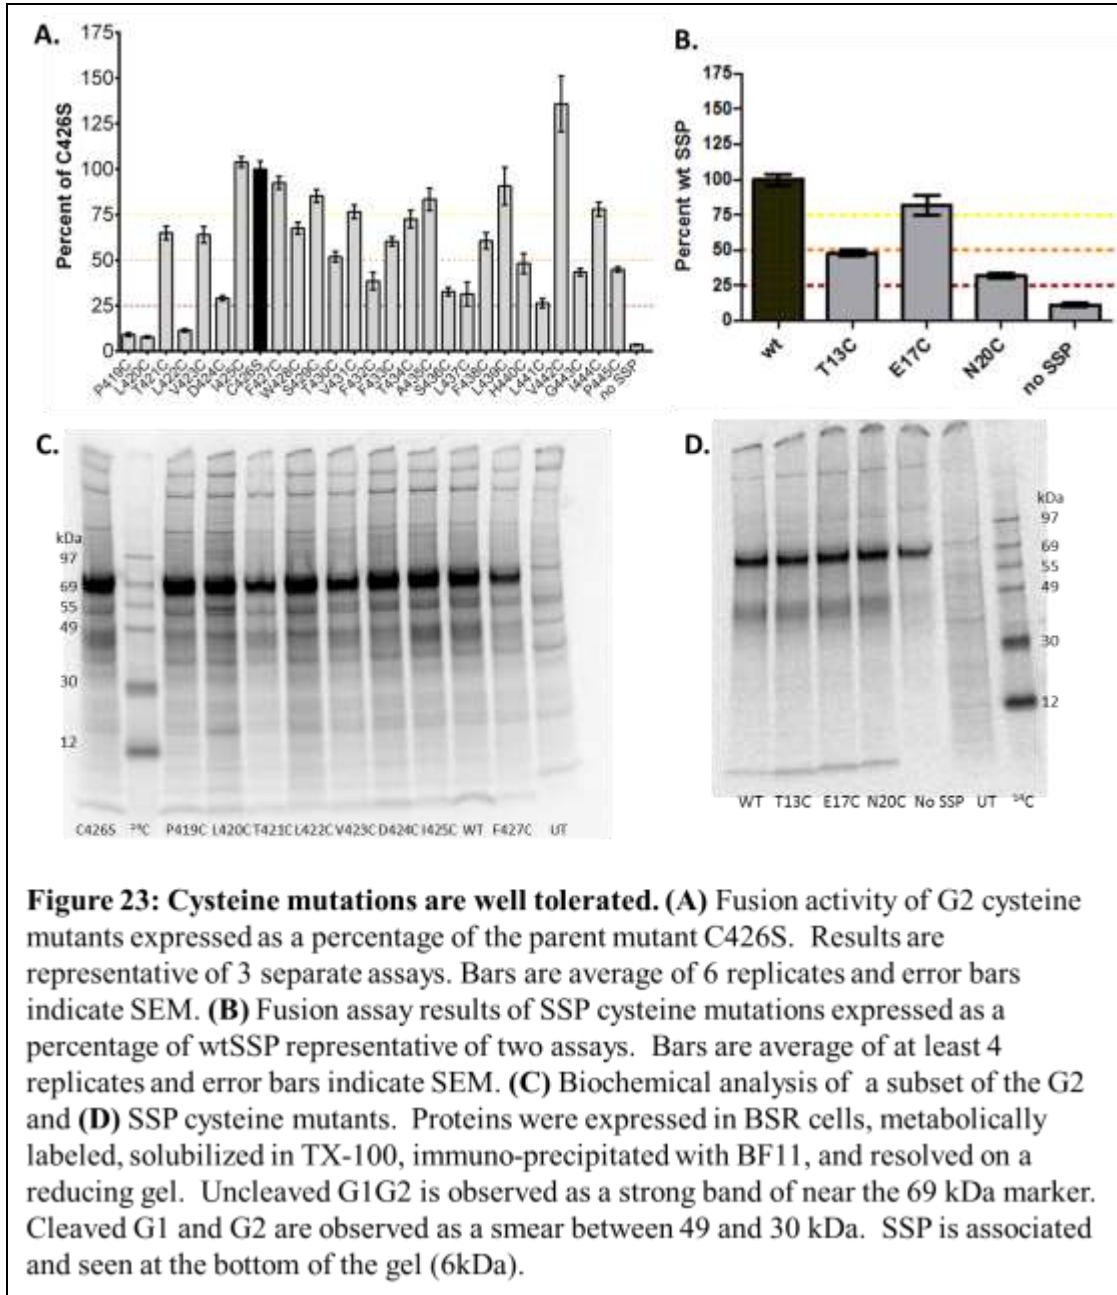 A.
175
150
125
100
75
50
25
0
Percent of C426S
P419C L420C T421C L422C V423C D424C I425C C426S F427C W428C S429C T430C V431C F432C F433C T434C A435C S436C L437C F438C L439C H440C L441C V442C G443C I444C P445C no SSP
B.
175
150
125
100
75
50
25
0
Percent wt SSP
wt T13C E17C N20C no SSP
C.
kDa
97
69
55
49
30
12
C426S ¹⁴C P419C L420C T421C L422C V423C D424C I425C WT F427C UT
D.
kDa
97
69
55
49
30
12
WT T13C E17C N20C No SSP UT ¹⁴C
Figure 23: Cysteine mutations are well tolerated. (A) Fusion activity of G2 cysteine
mutants expressed as a percentage of the parent mutant C426S. Results are
representative of 3 separate assays. Bars are average of 6 replicates and error bars
indicate SEM. (B) Fusion assay results of SSP cysteine mutations expressed as a
percentage of wtSSP representative of two assays. Bars are average of at least 4
replicates and error bars indicate SEM. (C) Biochemical analysis of a subset of the G2
and (D) SSP cysteine mutants. Proteins were expressed in BSR cells, metabolically
labeled, solubilized in TX-100, immuno-precipitated with BF11, and resolved on a
reducing gel. Uncleaved G1G2 is observed as a strong band of near the 69 kDa marker.
Cleaved G1 and G2 are observed as a smear between 49 and 30 kDa. SSP is associated
and seen at the bottom of the gel (6kDa).